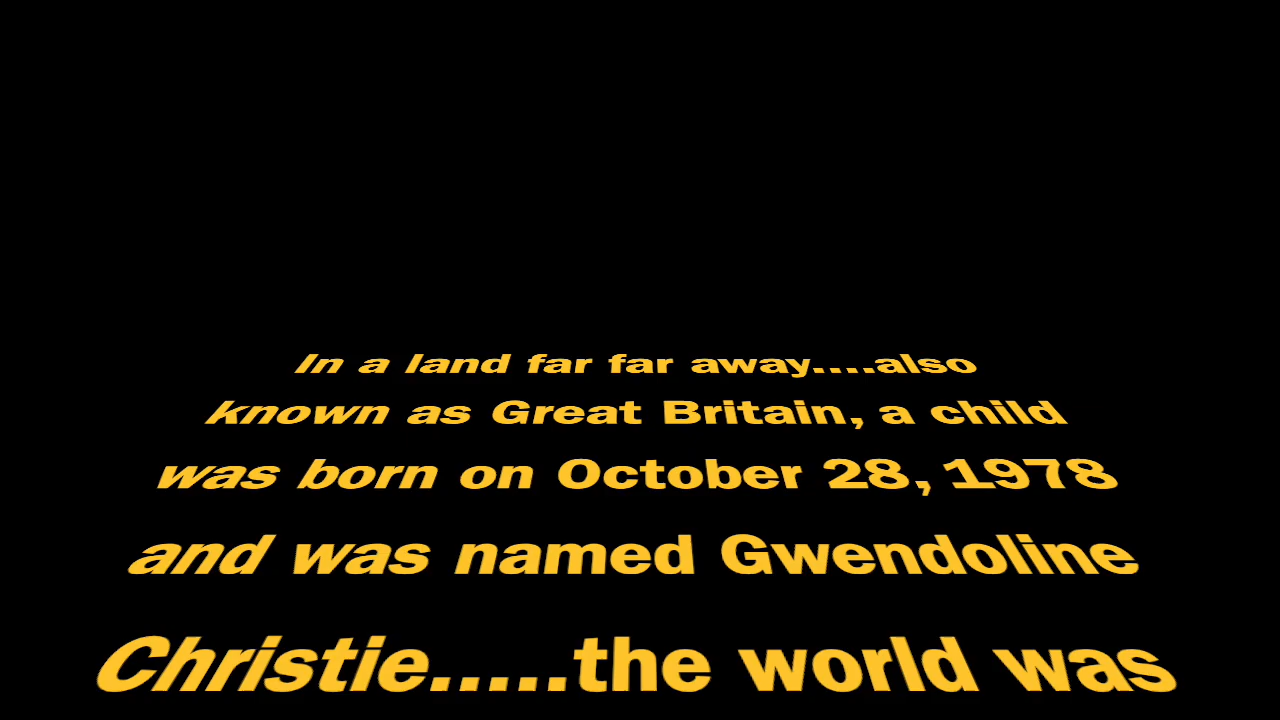 In a land far far away....also
known as Great Britain, a child
was born on October 28, 1978
and was named Gwendoline
Christie.....the world was